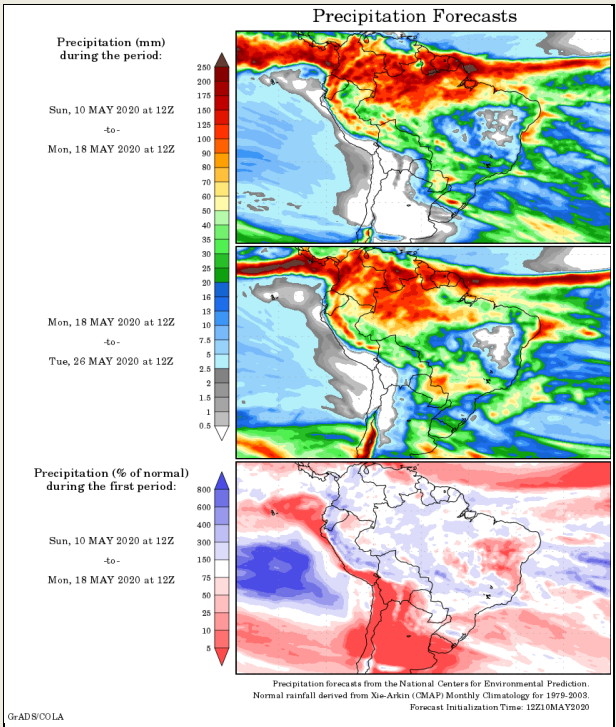 Precipitation Forecasts
Precipitation (mm)
during the period:
Sun, 10 MAY 2020 at 12Z
-to-
Mon, 18 MAY 2020 at 12Z
250
200
175
150
125
100
90
80
70
60
50
40
35
30
25
20
16
13
10
7.5
5
2.5
2
1.5
1
0.5
Mon, 18 MAY 2020 at 12Z
-to-
Tue, 26 MAY 2020 at 12Z
Precipitation (% of normal)
during the first period:
Sun, 10 MAY 2020 at 12Z
-to-
Mon, 18 MAY 2020 at 12Z
800
600
400
300
150
75
50
25
10
5
Precipitation forecasts from the National Centers for Environmental Prediction.
Normal rainfall derived from Xie-Arkin (CMAP) Monthly Climatology for 1979-2003.
Forecast Initialization Time: 12Z10MAY2020
GrADS/COLA